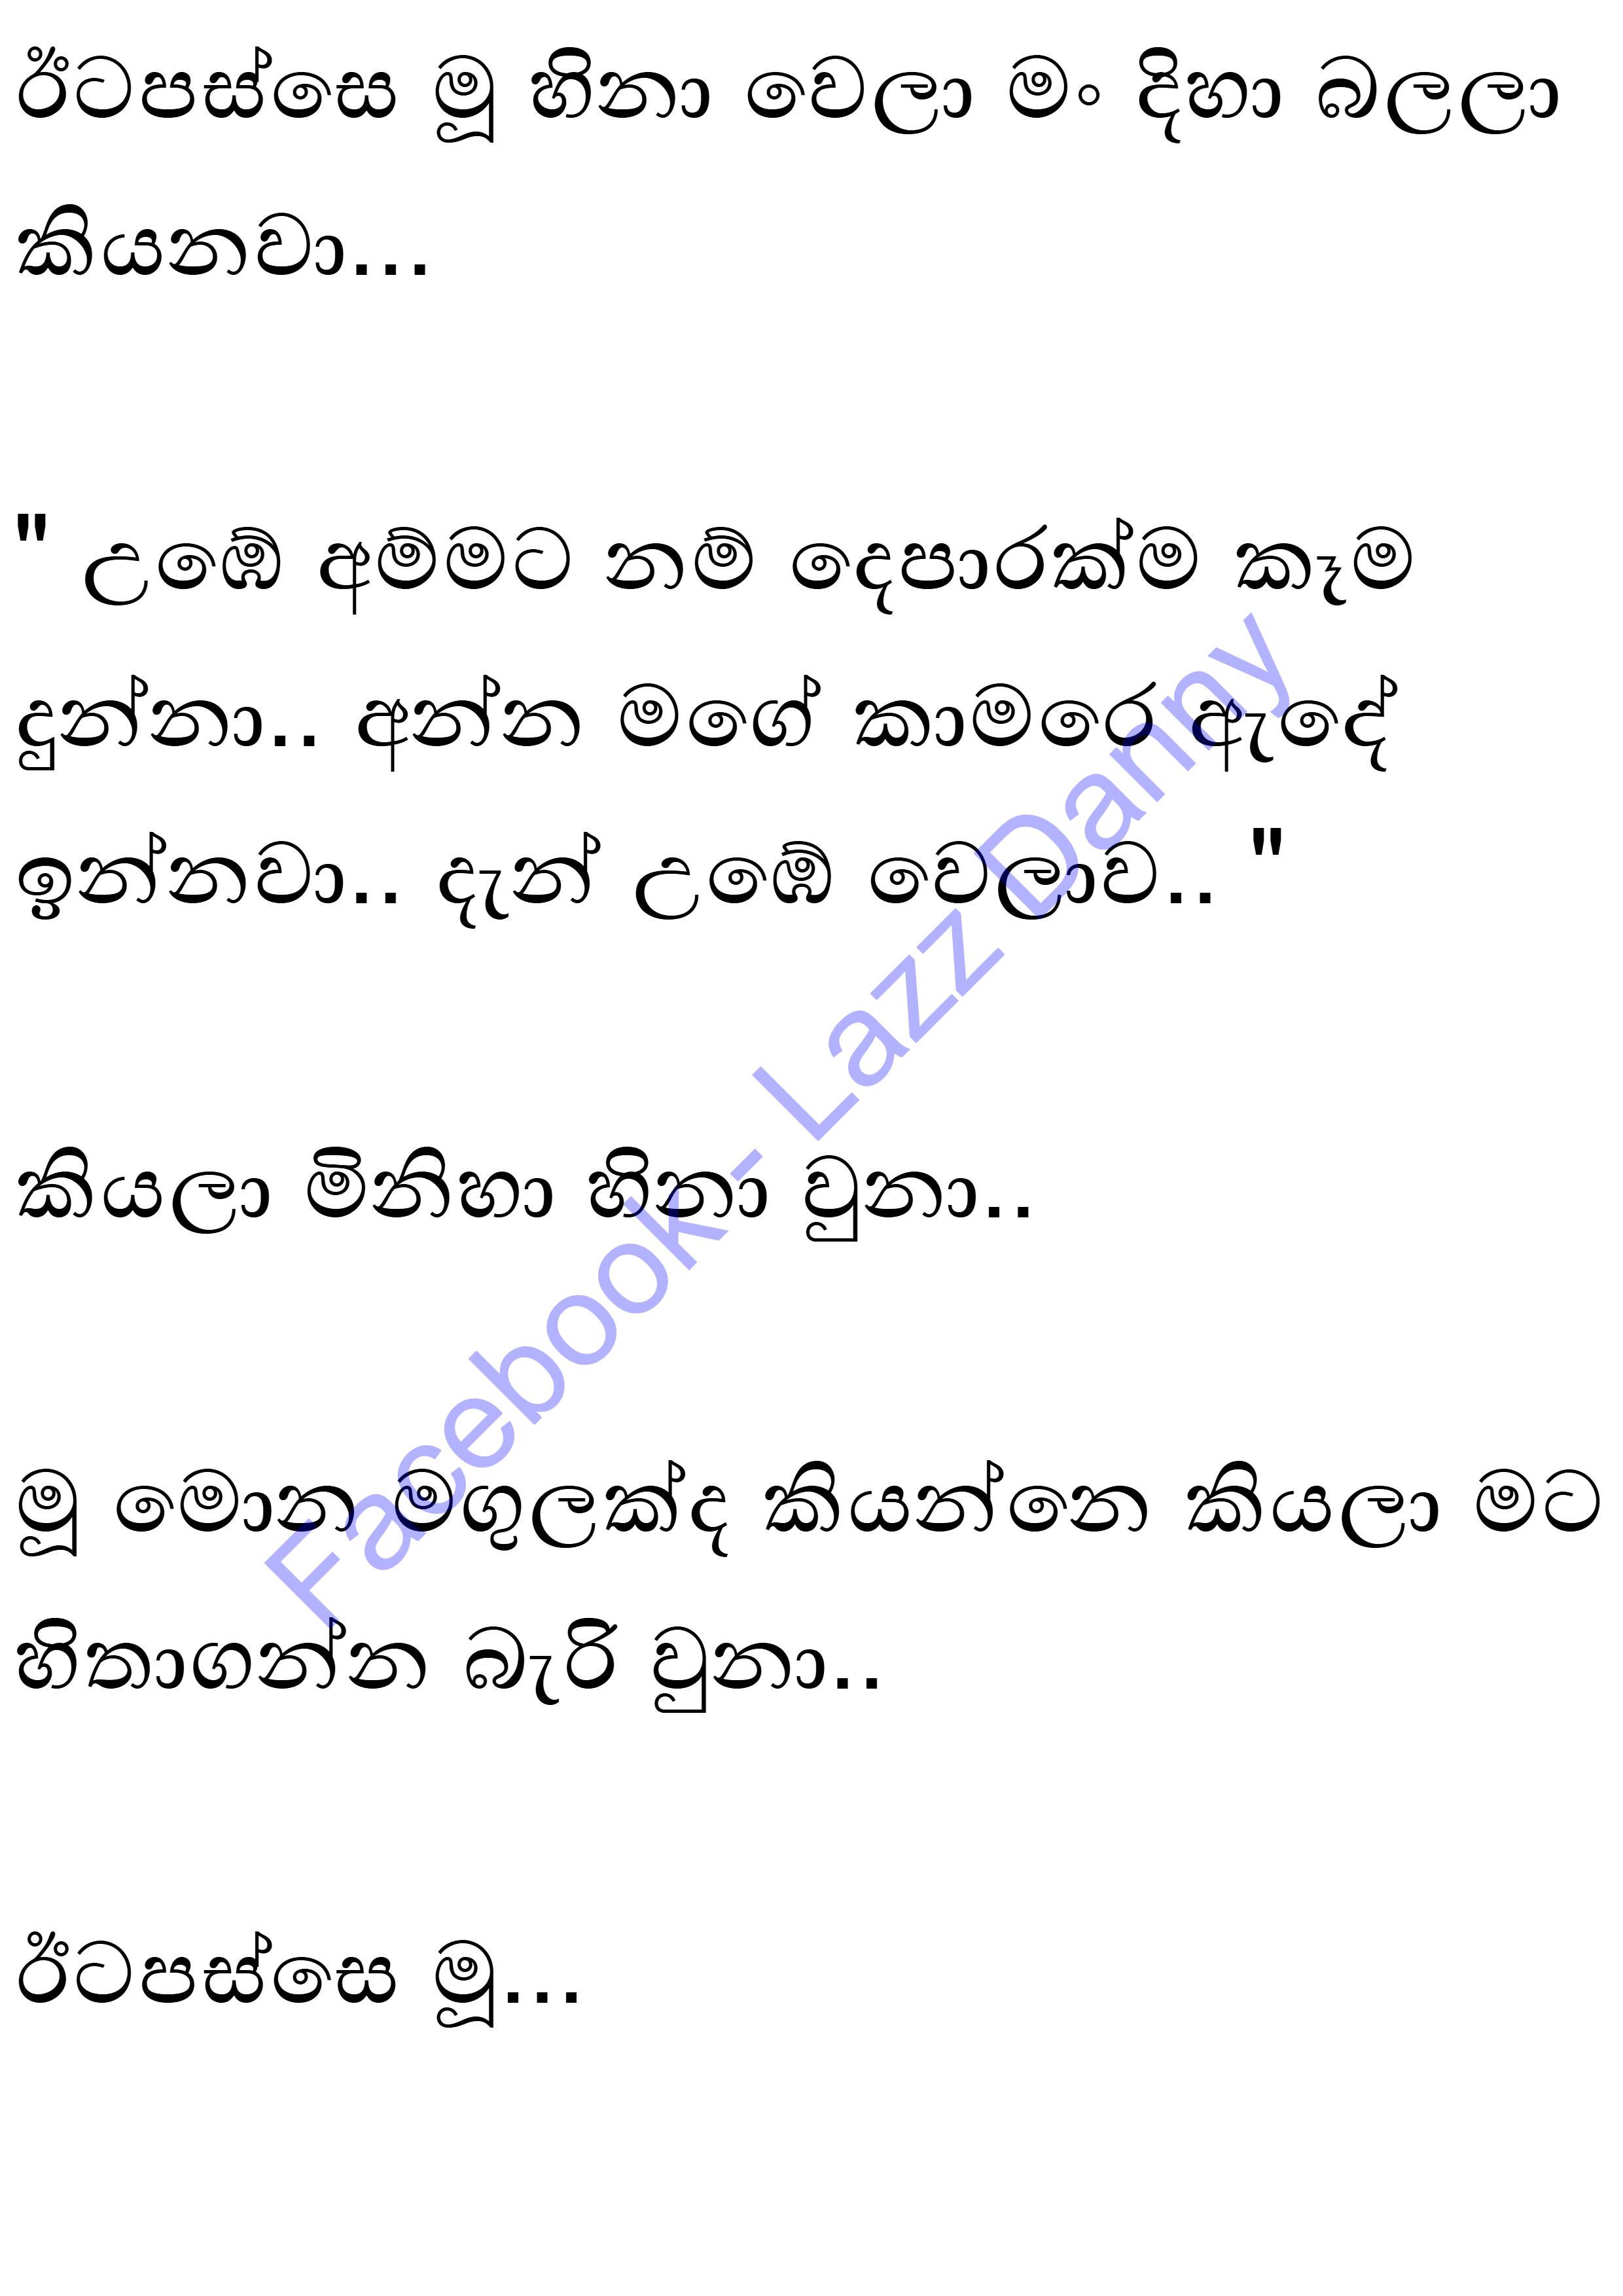 ඊටපස්සෙ මූ හිනා වෙලා මං දිහා බලලා
කියනවා...
" උඹේ අම්මට නම් දෙපාරක්ම කෑම
දුන්නා.. අන්න මගේ කාමරෙ ඇඳේ
ඉන්නවා.. දැන් උඹේ වෙලාව.. "
කියලා මිනිහා හිනා වුනා..
මූ මොන මගුලක්ද කියන්නෙ කියලා මට
හිතාගන්න බැරි වුනා..
ඊටපස්සෙ මූ...
Facebook- Lazz Danny